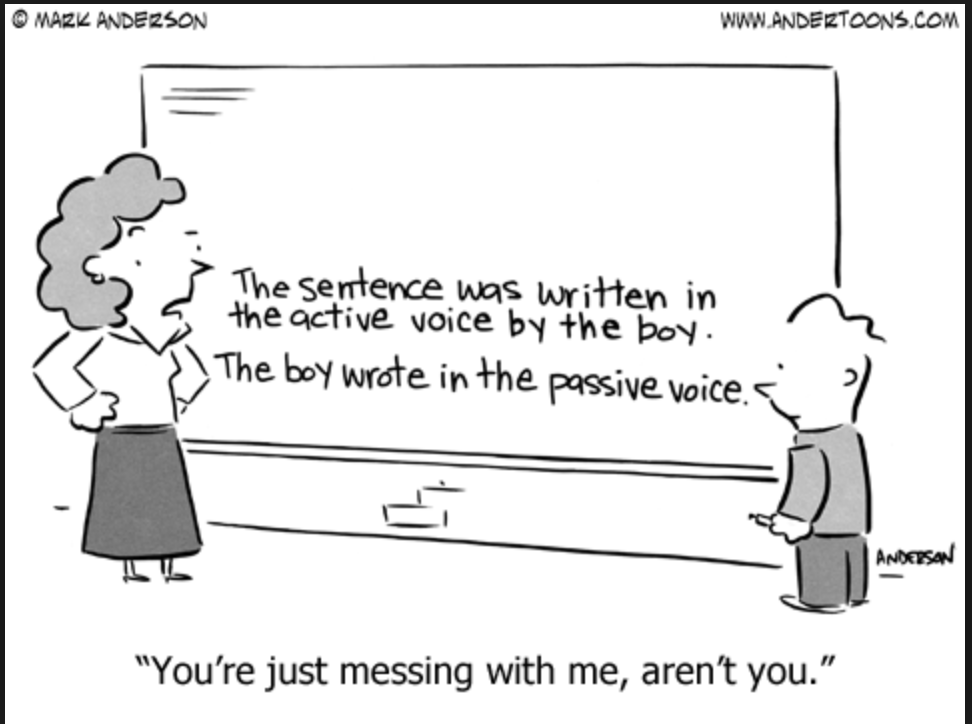 © MARK ANDERSON
WWW.ANDERTOONS.COM
The sentence was written in
the active voice by the boy.
The boy wrote in the passive voice.
ANDERSON
“You’re just messing with me, aren’t you.”